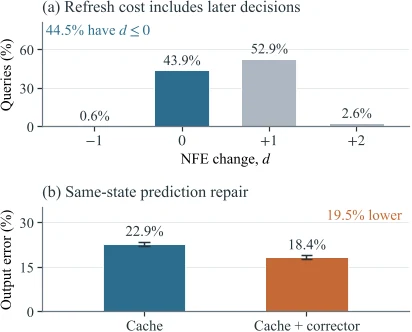 (a) Refresh cost includes later decisions
44.5% have d ≤ 0
Queries (%)
60
30
0
0.6%
43.9%
52.9%
2.6%
−1
0
+1
+2
NFE change, d
(b) Same-state prediction repair
19.5% lower
Output error (%)
30
15
0
22.9%
18.4%
Cache
Cache + corrector